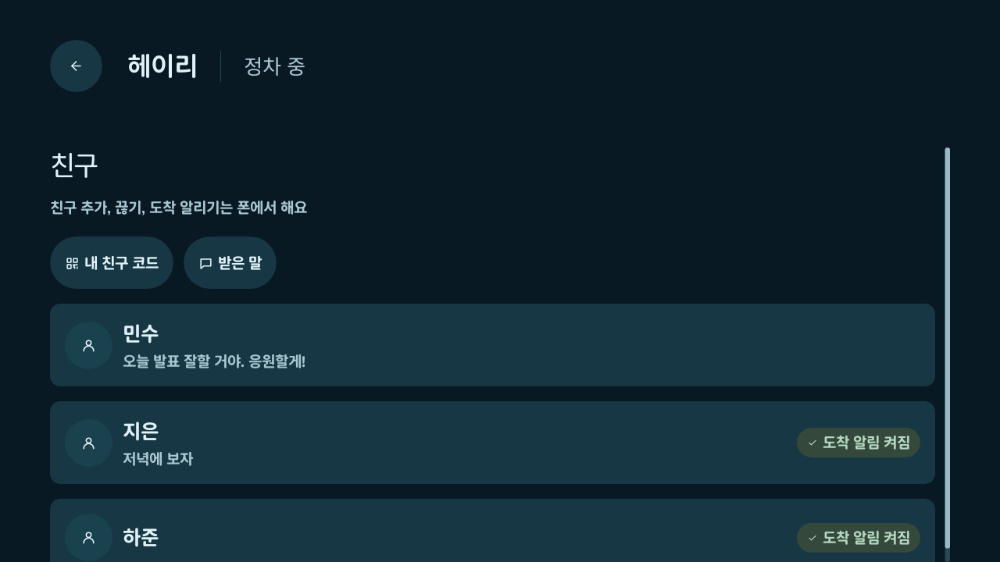 헤이리
정차 중
친구
친구 추가, 끊기, 도착 알리기는 폰에서 해요
내 친구 코드
받은 말
민수
오늘 발표 잘할 거야. 응원할게!
지은
저녁에 보자
도착 알림 켜짐
하준
도착 알림 켜짐